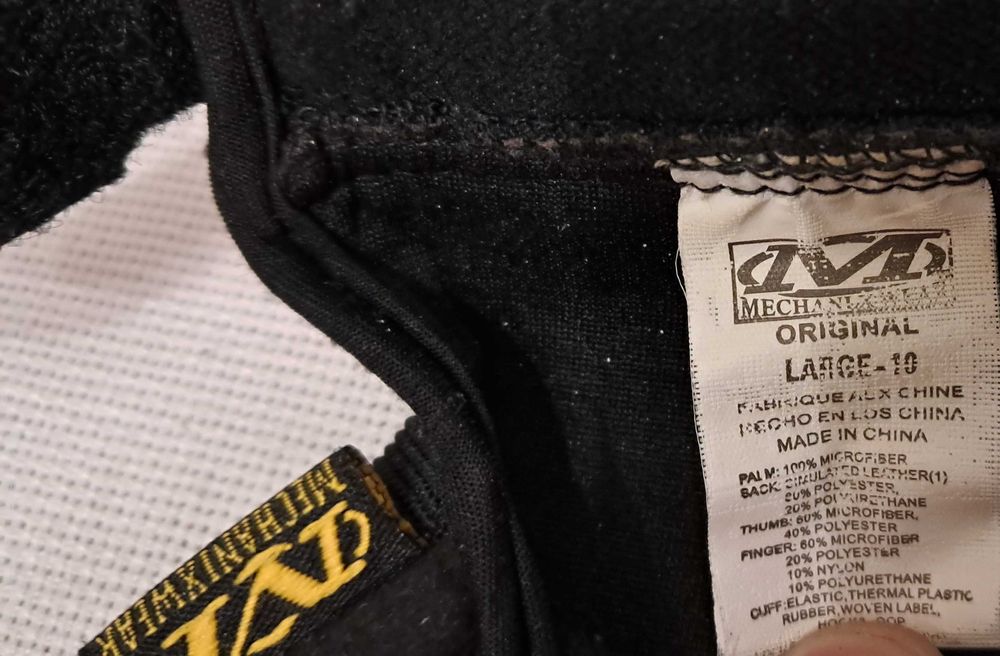 MECHANIX WEAR
ORIGINAL
LARGE-10
FABRIQUE AUX CHINE
HECHO EN LOS CHINA
MADE IN CHINA
PALM: 100% MICROFIBER
BACK: SIMULATED LEATHER(1)
80% POLYESTER,
20% POLYURETHANE
THUMB: 60% MICROFIBER,
40% POLYESTER
FINGER: 60% MICROFIBER
20% POLYESTER
10% NYLON
10% POLYURETHANE
CUFF: ELASTIC, THERMAL PLASTIC
RUBBER, WOVEN LABEL,
MECHANIXWEAR